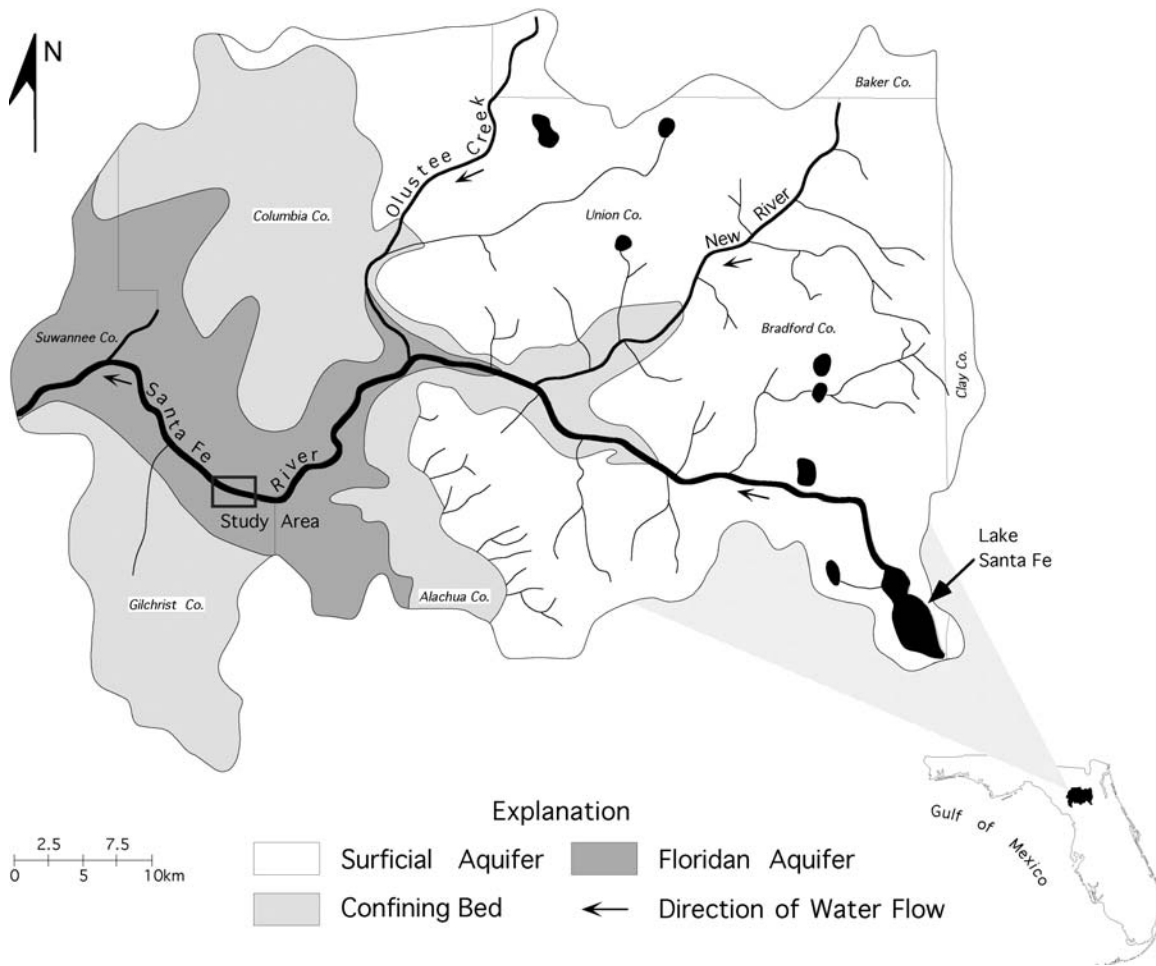 N
Baker Co.
Olustee Creek
Columbia Co.
Union Co.
New River
Suwannee Co.
Bradford Co.
Clay Co.
Santa Fe River
Study Area
Lake
Santa Fe
Gilchrist Co.
Alachua Co.
Gulf of Mexico
Explanation
2.5 7.5
0 5 10km
Surficial Aquifer
Floridan Aquifer
Confining Bed
Direction of Water Flow